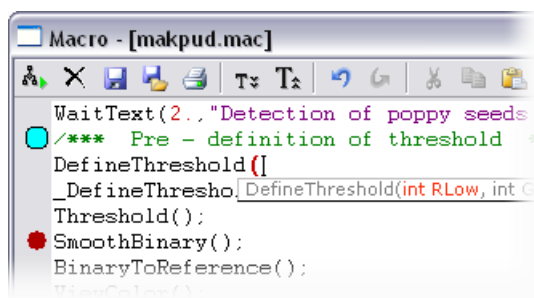 Macro - [makpud.mac]
WaitText(2.,"Detection of poppy seeds
/*** Pre - definition of threshold
DefineThreshold([
_DefineThresho
DefineThreshold(int RLow, int G
Threshold();
SmoothBinary();
BinaryToReference();
ViewColor();